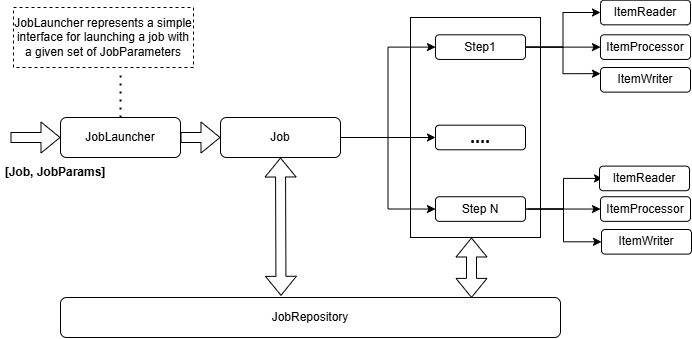 JobLauncher represents a simple
interface for launching a job with
a given set of JobParameters
JobLauncher
[Job, JobParams]
Job
Step1
....
Step N
ItemReader
ItemProcessor
ItemWriter
ItemReader
ItemProcessor
ItemWriter
JobRepository